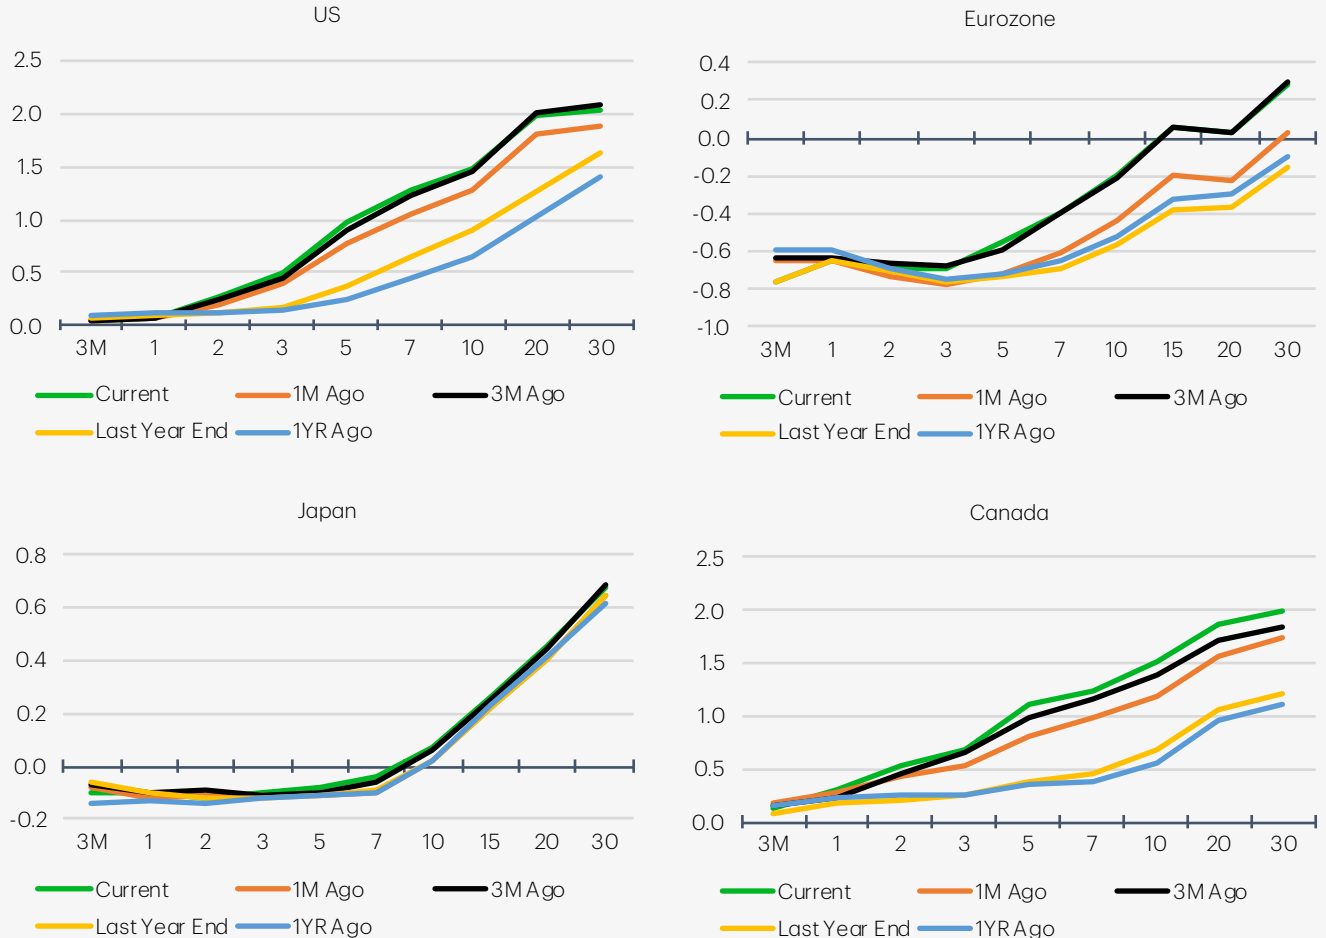 US
2.5
2.0
1.5
1.0
0.5
0.0
3M 1 2 3 5 7 10 20 30
Current 1M Ago 3M Ago
Last Year End 1YR Ago
Eurozone
0.4
0.2
0.0
-0.2
-0.4
-0.6
-0.8
-1.0
3M 1 2 3 5 7 10 15 20 30
Current 1M Ago 3M Ago
Last Year End 1YR Ago
Japan
0.8
0.6
0.4
0.2
0.0
-0.2
3M 1 2 3 5 7 10 15 20 30
Current 1M Ago 3M Ago
Last Year End 1YR Ago
Canada
2.5
2.0
1.5
1.0
0.5
0.0
3M 1 2 3 5 7 10 20 30
Current 1M Ago 3M Ago
Last Year End 1YR Ago